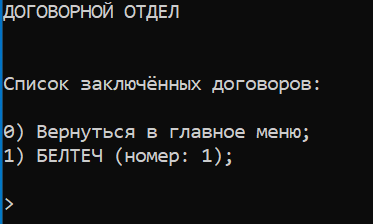 ДОГОВОРНОЙ ОТДЕЛ
Список заключённых договоров:
0) Вернуться в главное меню;
1) БЕЛТЕЧ (номер: 1);
>